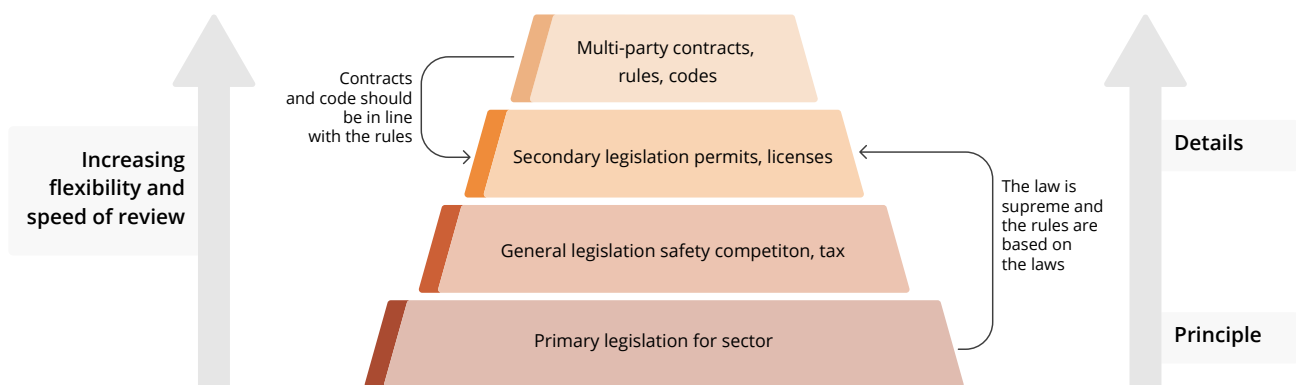 Multi-party contracts,
rules, codes
Contracts
and code should
be in line
with the rules
Increasing
flexibility and
speed of review
Secondary legislation permits, licenses
Details
The law is
supreme and
the rules are
based on
the laws
General legislation safety competiton, tax
Primary legislation for sector
Principle